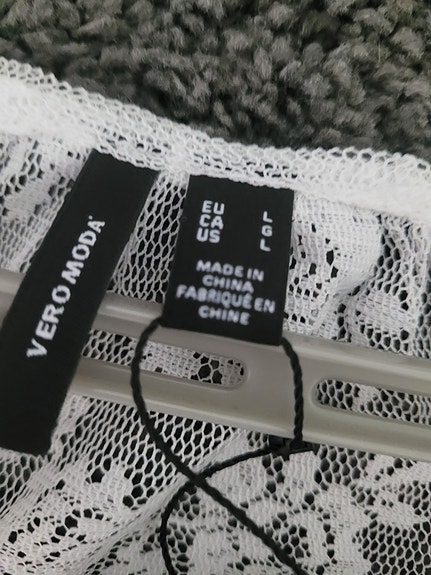 VERO MODA
EU L
CA G
US L
MADE IN
CHINA
FABRIQUÉ EN
CHINE